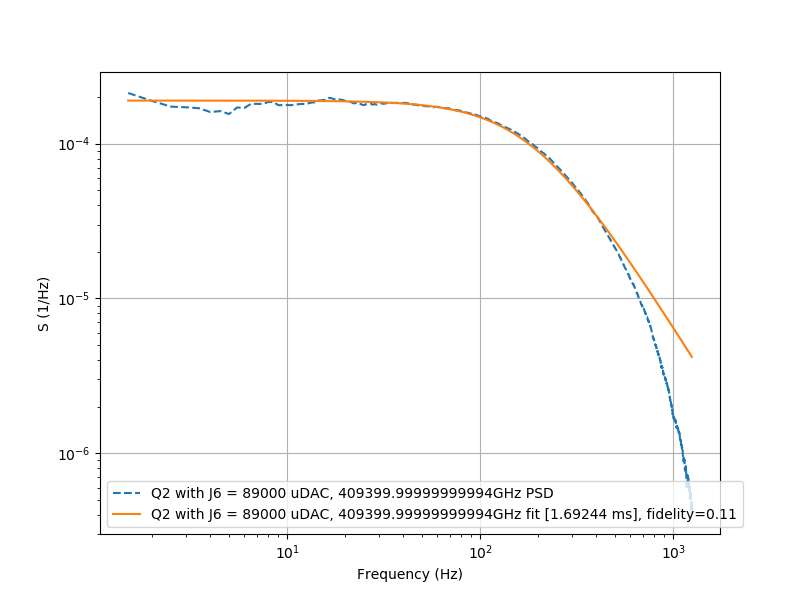 S (1/Hz)
10⁻⁴
10⁻⁵
10⁻⁶
Q2 with J6 = 89000 uDAC, 409399.99999999994GHz PSD
Q2 with J6 = 89000 uDAC, 409399.99999999994GHz fit [1.69244 ms], fidelity=0.11
10¹ 10² 10³
Frequency (Hz)